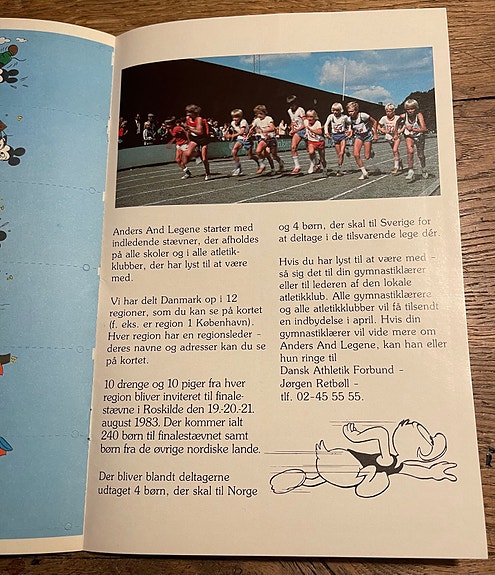 Anders And Legene starter med
indledende stævner, der afholdes
på alle skoler og i alle atletik-
klubber, der har lyst til at være
med.
Vi har delt Danmark op i 12
regioner, som du kan se på kortet
(f. eks. er region 1 København).
Hver region har en regionsleder -
deres navne og adresser kan du se
på kortet.
10 drenge og 10 piger fra hver
region bliver inviteret til finale-
stævne i Roskilde den 19.-20.-21.
august 1983. Der kommer ialt
240 børn til finalestævnet samt
børn fra de øvrige nordiske lande.
Der bliver blandt deltagerne
udtaget 4 børn, der skal til Norge
og 4 børn, der skal til Sverige for
at deltage i de tilsvarende lege dér.
Hvis du har lyst til at være med -
så sig det til din gymnastiklærer
eller til lederen af den lokale
atletikklub. Alle gymnastiklærere
og alle atletikklubber vil få tilsendt
en indbydelse i april. Hvis din
gymnastiklærer vil vide mere om
Anders And Legene, kan han eller
hun ringe til
Dansk Athletik Forbund -
Jørgen Retbøll -
tlf. 02-45 55 55.